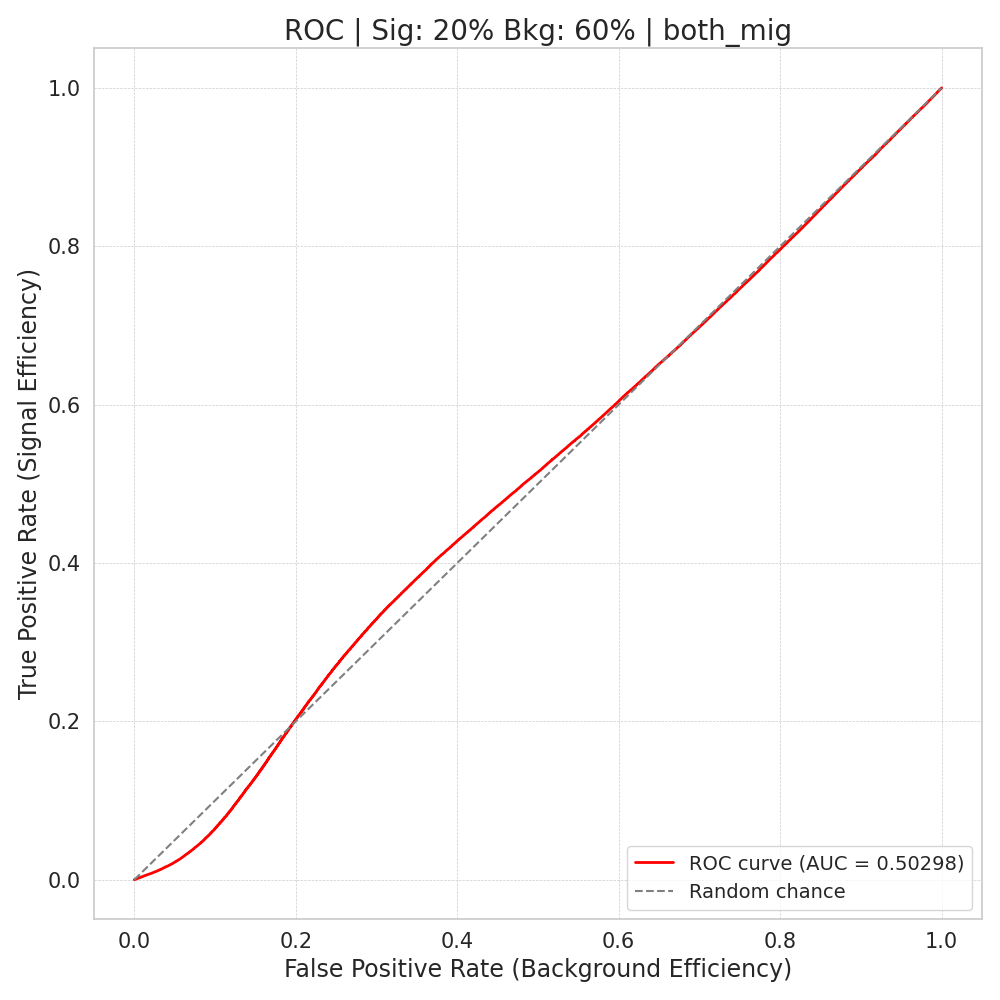 ROC | Sig: 20% Bkg: 60% | both_mig
True Positive Rate (Signal Efficiency)
1.0
0.8
0.6
0.4
0.2
0.0
ROC curve (AUC = 0.50298)
Random chance
0.0 0.2 0.4 0.6 0.8 1.0
False Positive Rate (Background Efficiency)